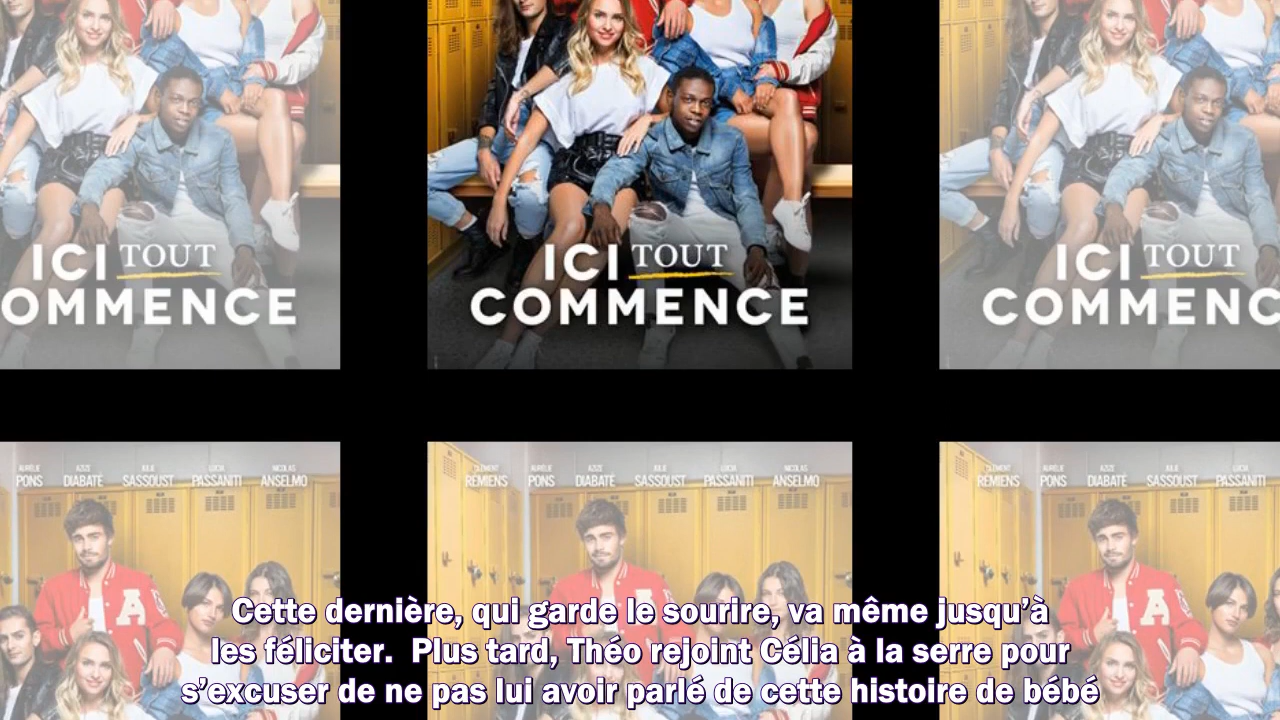 ICI TOUT
OMMENCE
ICI TOUT
COMMENCE
ICI TOUT
COMMENC
AURÉLIE PONS AZIZE DIABATÉ JULIE SASSOUST LUCIA PASSANITI NICOLAS ANSELMO
CLÉMENT RÉMIENS AURÉLIE PONS AZIZE DIABATÉ JULIE SASSOUST LUCIA PASSANITI NICOLAS ANSELMO
CLÉMENT RÉMIENS AURÉLIE PONS AZIZE DIABATÉ JULIE SASSOUST LUCIA PASSANITI
A
A
A
Cette dernière, qui garde le sourire, va même jusqu’à
les féliciter.  Plus tard, Théo rejoint Célia à la serre pour
s’excuser de ne pas lui avoir parlé de cette histoire de bébé